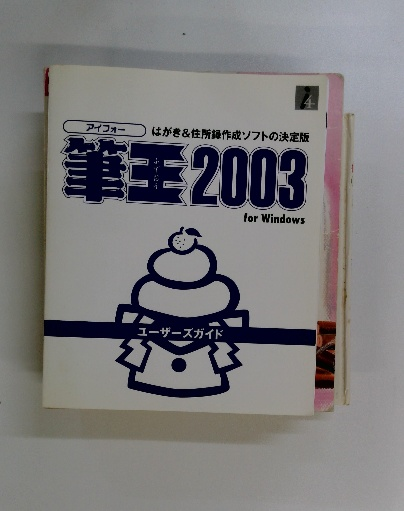 i4
アイフォー
はがき&住所録作成ソフトの決定版
筆王2003
for Windows
ユーザーズガイド